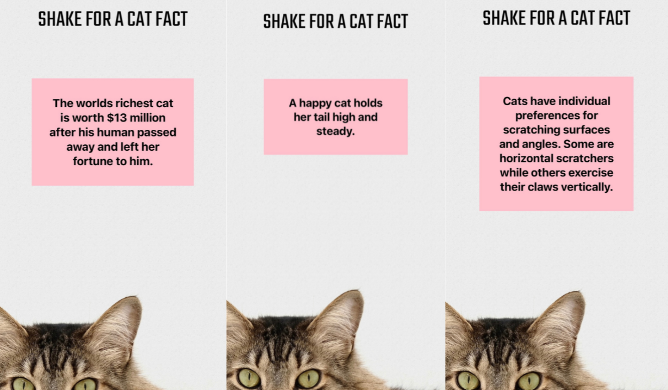 SHAKE FOR A CAT FACT
The worlds richest cat
is worth $13 million
after his human passed
away and left her
fortune to him.
SHAKE FOR A CAT FACT
A happy cat holds
her tail high and
steady.
SHAKE FOR A CAT FACT
Cats have individual
preferences for
scratching surfaces
and angles. Some are
horizontal scratchers
while others exercise
their claws vertically.